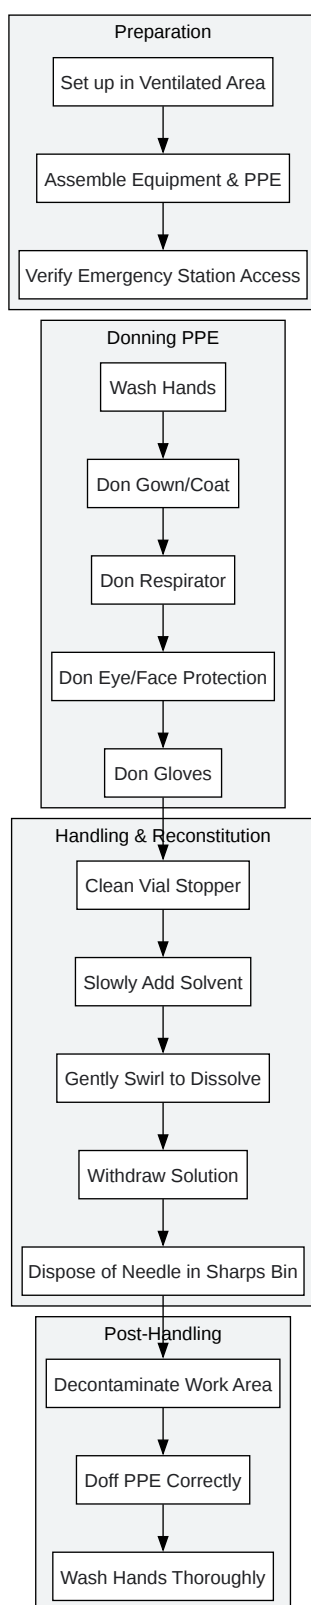 Preparation
Set up in Ventilated Area
Assemble Equipment & PPE
Verify Emergency Station Access
Donning PPE
Wash Hands
Don Gown/Coat
Don Respirator
Don Eye/Face Protection
Don Gloves
Handling & Reconstitution
Clean Vial Stopper
Slowly Add Solvent
Gently Swirl to Dissolve
Withdraw Solution
Dispose of Needle in Sharps Bin
Post-Handling
Decontaminate Work Area
Doff PPE Correctly
Wash Hands Thoroughly